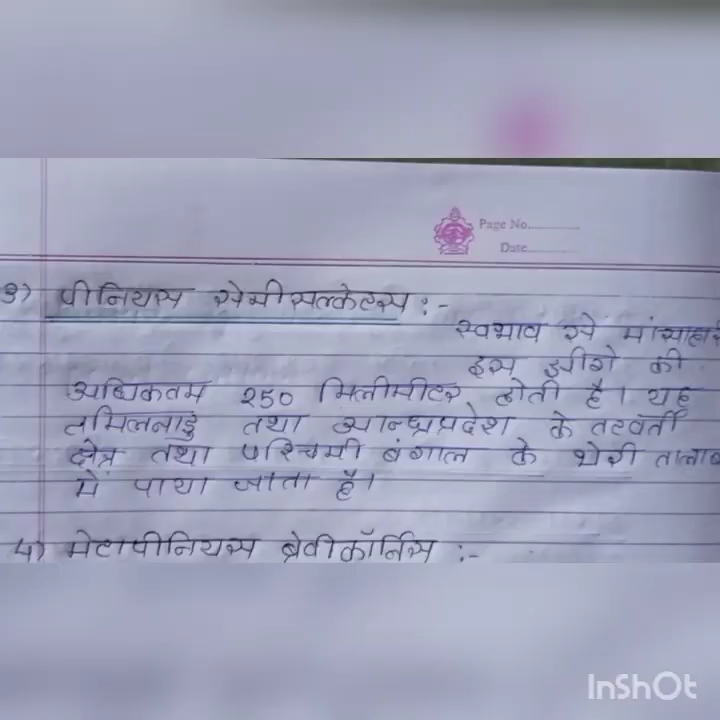 Page No..............
Date..............
3) पीनियस सेमीसल्केटस :-
स्वभाव से मांसाहारी
इस झींगे की
अधिकतम 250 मिलीमीटर होती है। यह
तमिलनाडु तथा आन्ध्रप्रदेश के तटवर्ती
क्षेत्र तथा पश्चिमी बंगाल के भेरी तालाब
में पाया जाता है।
4) मेटापीनियस ब्रेवीकॉर्निस :-
InShOt